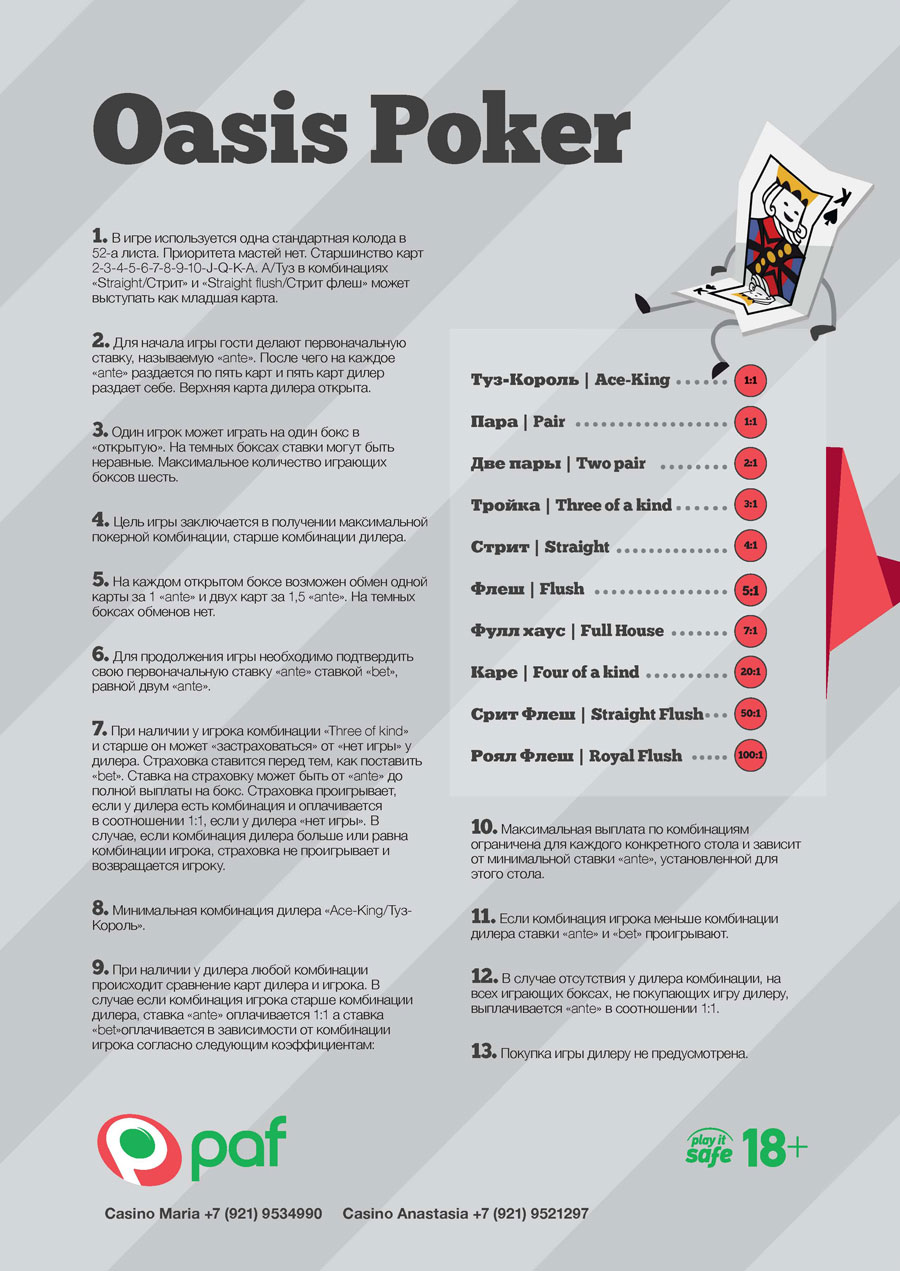 Oasis Poker
1. В игре используется одна стандартная колода в
52-а листа. Приоритета мастей нет. Старшинство карт
2-3-4-5-6-7-8-9-10-J-Q-K-A. А/Туз в комбинациях
«Straight/Стрит» и «Straight flush/Стрит флеш» может
выступать как младшая карта.
2. Для начала игры гости делают первоначальную
ставку, называемую «ante». После чего на каждое
«ante» раздается по пять карт и пять карт дилер
раздает себе. Верхняя карта дилера открыта.
3. Один игрок может играть на один бокс в
«открытую». На темных боксах ставки могут быть
неравные. Максимальное количество играющих
боксов шесть.
4. Цель игры заключается в получении максимальной
покерной комбинации, старше комбинации дилера.
5. На каждом открытом боксе возможен обмен одной
карты за 1 «ante» и двух карт за 1,5 «ante». На темных
боксах обменов нет.
6. Для продолжения игры необходимо подтвердить
свою первоначальную ставку «ante» ставкой «bet»,
равной двум «ante».
7. При наличии у игрока комбинации «Three of kind»
и старше он может «застраховаться» от «нет игры» у
дилера. Страховка ставится перед тем, как поставить
«bet». Ставка на страховку может быть от «ante» до
полной выплаты на бокс. Страховка проигрывает,
если у дилера есть комбинация и оплачивается
в соотношении 1:1, если у дилера «нет игры». В
случае, если комбинация дилера больше или равна
комбинации игрока, страховка не проигрывает и
возвращается игроку.
8. Минимальная комбинация дилера «Ace-King/Туз-
Король».
9. При наличии у дилера любой комбинации
происходит сравнение карт дилера и игрока. В
случае если комбинация игрока старше комбинации
дилера, ставка «ante» оплачивается 1:1 а ставка
«bet»оплачивается в зависимости от комбинации
игрока согласно следующим коэффициентам:
K
K
Туз-Король | Ace-King ...... 1:1
Пара | Pair ................ 1:1
Две пары | Two pair ....... 2:1
Тройка | Three of a kind ...... 3:1
Стрит | Straight ............ 4:1
Флеш | Flush .............. 5:1
Фулл хаус | Full House ...... 7:1
Каре | Four of a kind ......... 20:1
Срит Флеш | Straight Flush... 50:1
Роял Флеш | Royal Flush ..... 100:1
10. Максимальная выплата по комбинациям
ограничена для каждого конкретного стола и зависит
от минимальной ставки «ante», установленной для
этого стола.
11. Если комбинация игрока меньше комбинации
дилера ставки «ante» и «bet» проигрывают.
12. В случае отсутствия у дилера комбинации, на
всех играющих боксах, не покупающих игру дилеру,
выплачивается «ante» в соотношении 1:1.
13. Покупка игры дилеру не предусмотрена.
paf
play it
safe 18+
Casino Maria +7 (921) 9534990 Casino Anastasia +7 (921) 9521297